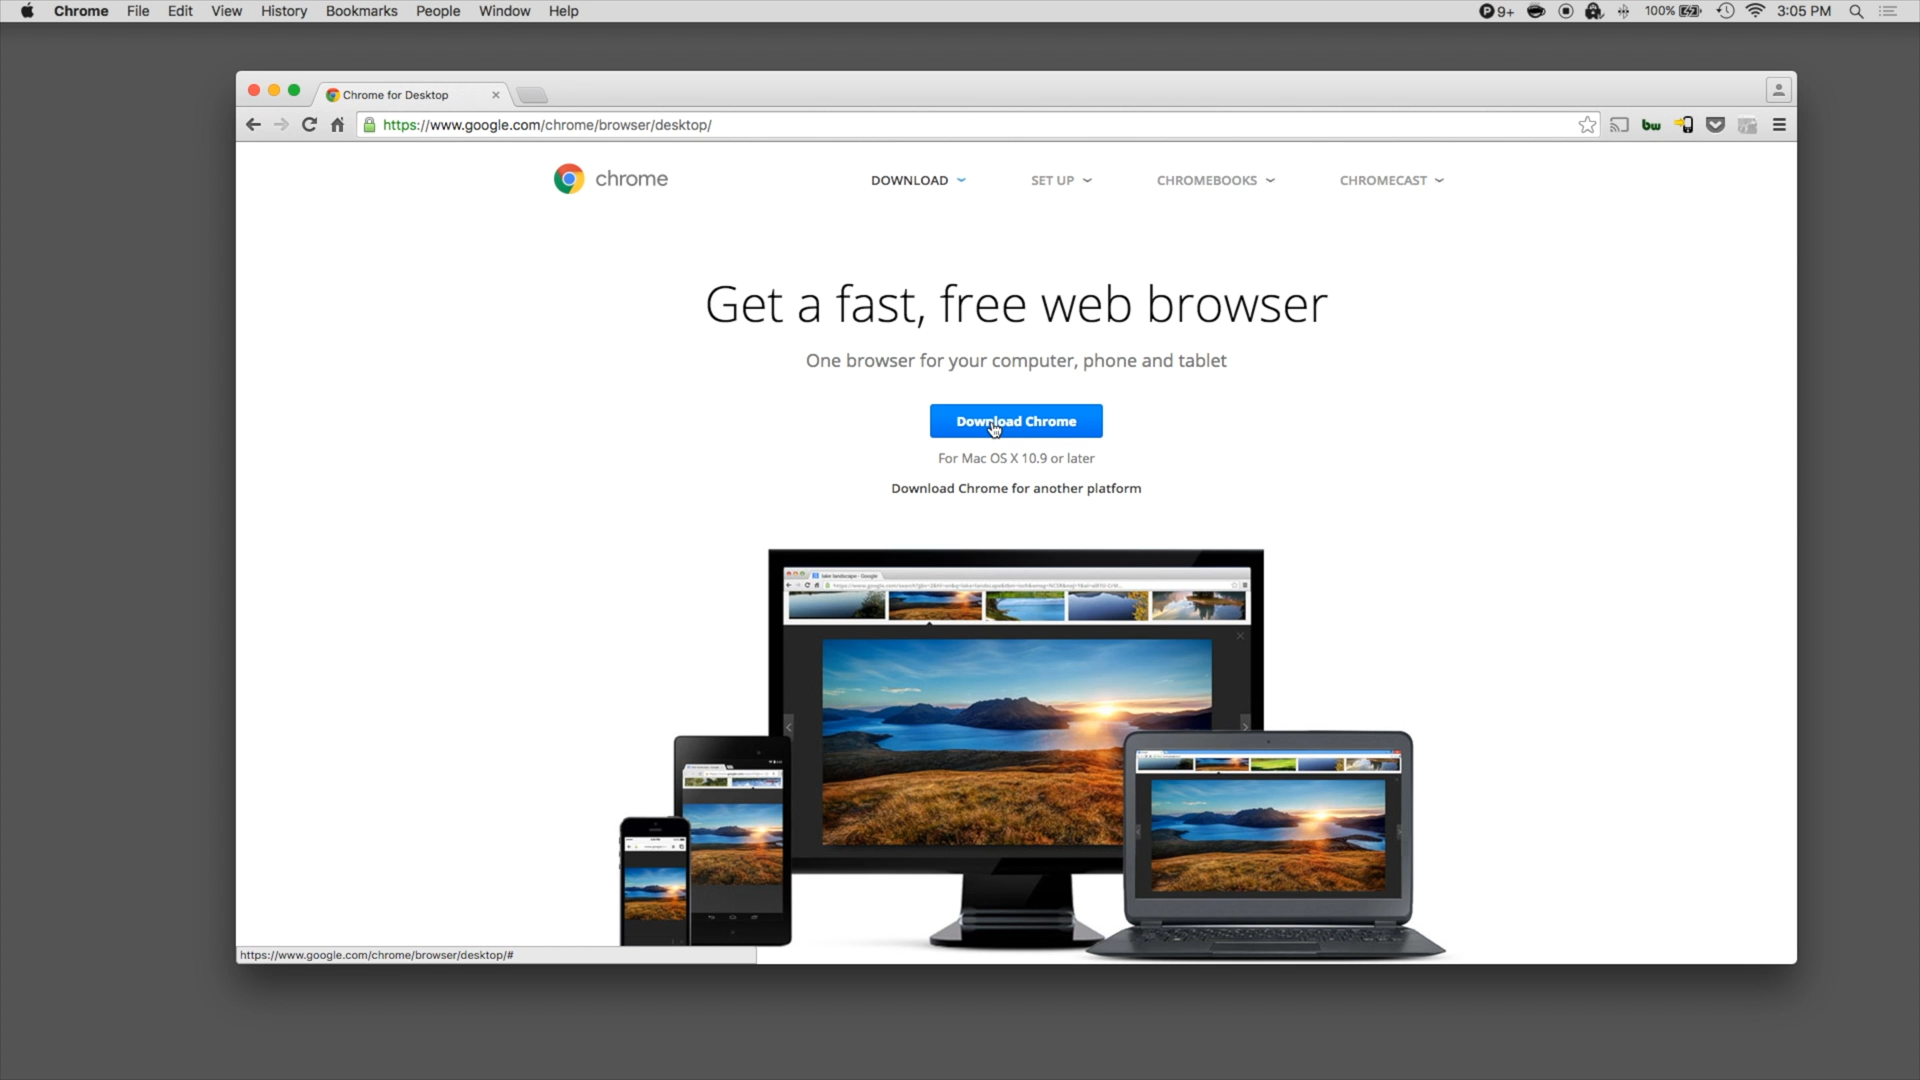 Chrome File Edit View History Bookmarks People Window Help
9+ 100% 3:05 PM
Chrome for Desktop
https://www.google.com/chrome/browser/desktop/
bw
chrome
DOWNLOAD SET UP CHROMEBOOKS CHROMECAST
Get a fast, free web browser
One browser for your computer, phone and tablet
Download Chrome
For Mac OS X 10.9 or later
Download Chrome for another platform
lake landscape - Google
https://www.google.com/chrome/browser/desktop/#